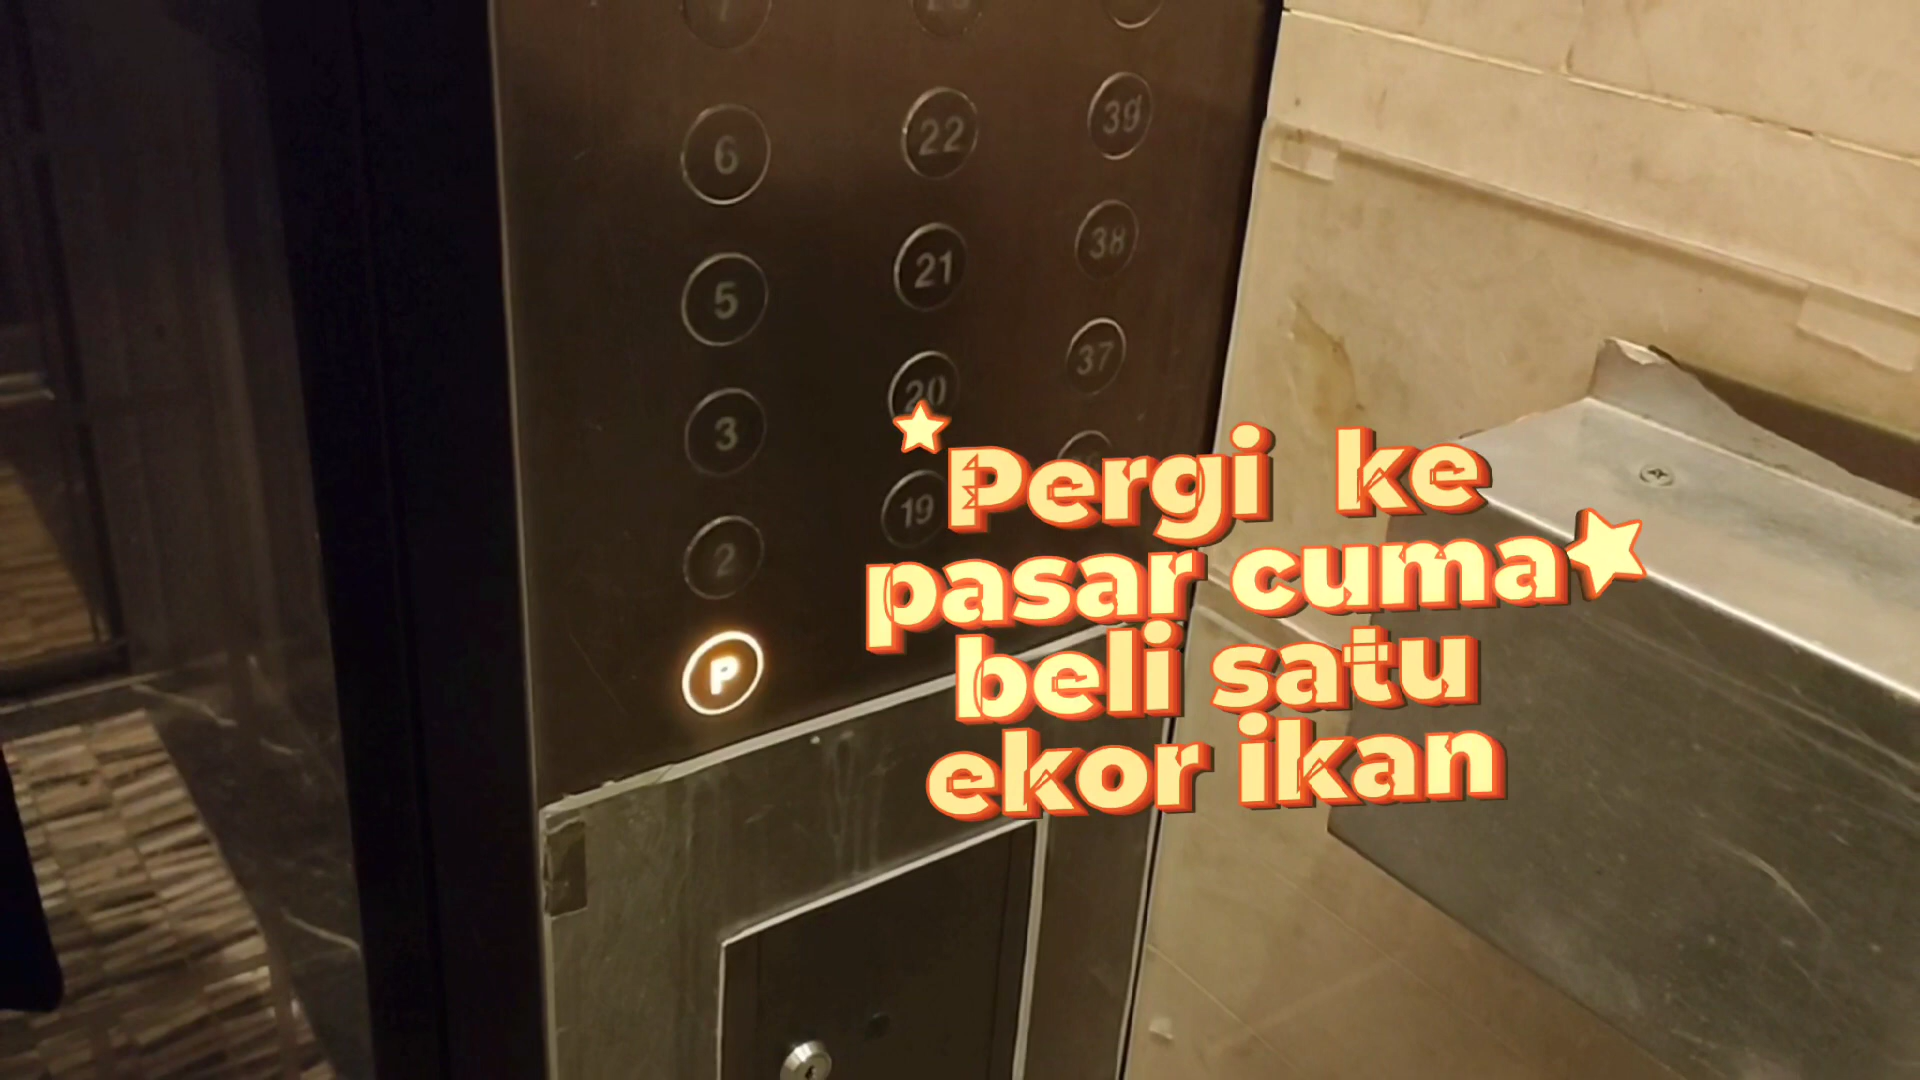 6
22
39
5
21
38
3
20
37
2
19
P
Pergi ke
pasar cuma
beli satu
ekor ikan